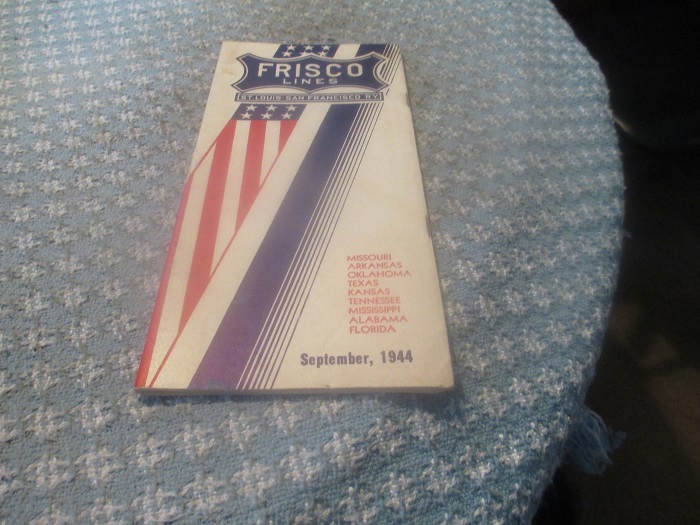 FRISCO
LINES
ST. LOUIS-SAN FRANCISCO RY.
MISSOURI
ARKANSAS
OKLAHOMA
TEXAS
KANSAS
TENNESSEE
MISSISSIPPI
ALABAMA
FLORIDA
September, 1944